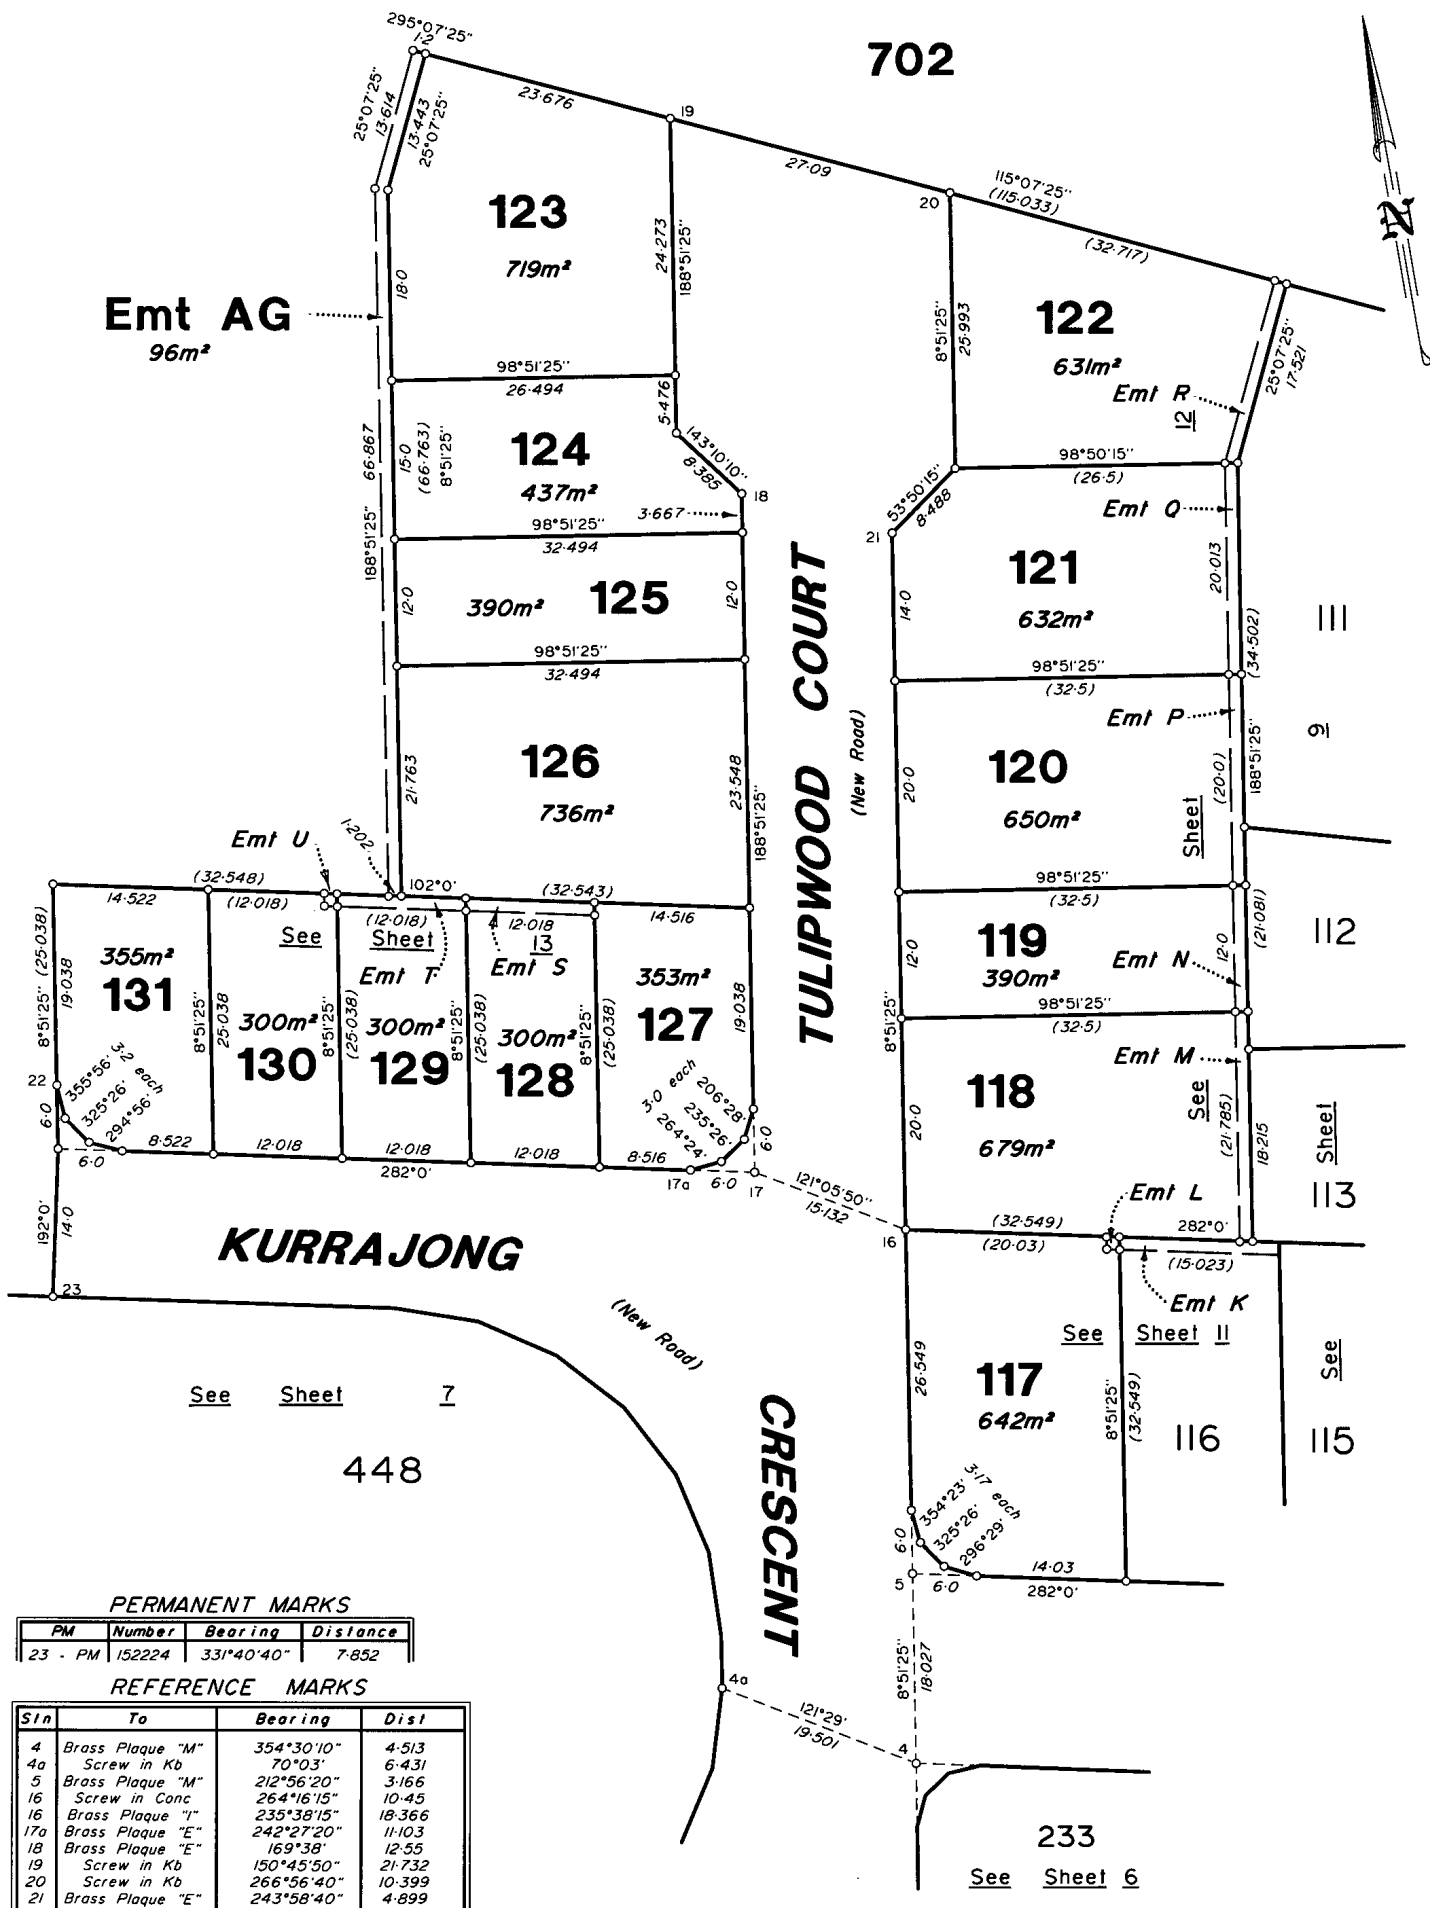 295°07'25"
1·2
702
25°07'25"
13·614
13·443
25°07'25"
23·676
19
27·09
115°07'25"
(115·033)
20
(32·717)
N
123
719m²
24·273
188°51'25"
18·0
Emt AG
96m²
8°51'25"
25·993
122
631m²
25°07'25"
17·521
Emt R
12
98°51'25"
26·494
5·476
143°10'10"
8·385
18
66·867
188°51'25"
15·0
(66·763)
8°51'25"
124
437m²
3·667
98°51'25"
32·494
98°50'15"
(26·5)
53°50'15"
8·488
21
Emt Q
20·013
121
632m²
14·0
(34·502)
111
12·0
390m²
125
12·0
98°51'25"
32·494
98°51'25"
(32·5)
Emt P
(20·0)
188°51'25"
9
Sheet
126
736m²
21·763
23·548
188°51'25"
TULIPWOOD COURT
(New Road)
20·0
120
650m²
98°51'25"
(32·5)
Emt U
1·202
(32·548)
102°0'
(32·543)
14·522
(12·018)
(12·018)
12·018
14·516
See Sheet
13
Emt T
Emt S
8°51'25" (25·038)
19·038
355m²
131
8°51'25"
25·038
300m²
130
8°51'25"
(25·038)
300m²
129
8°51'25"
(25·038)
300m²
128
8°51'25"
(25·038)
353m²
127
19·038
12·0
119
390m²
12·0
Emt N
(21·081)
112
98°51'25"
(32·5)
8°51'25"
22
355°56'
3·2 each
325°26'
294°56'
6·0
6·0
8·522
12·018
12·018
282°0'
12·018
8·516
206°28'
3·0 each
235°26'
264°24'
6·0
17a
6·0
17
121°05'50"
15·132
20·0
118
679m²
Emt M
See
(21·785)
18·215
Sheet
113
Emt L
16
(32·549)
(20·03)
282°0'
(15·023)
Emt K
See Sheet 11
See
192°0'
14·0
23
KURRAJONG
(New Road)
CRESCENT
26·549
117
642m²
8°51'25"
(32·549)
116
115
See Sheet 7
448
354°23'
3·17 each
325°26'
296°29'
6·0
5
6·0
14·03
282°0'
8°51'25"
18·027
4a
121°29'
19·501
4
233
See Sheet 6
PERMANENT MARKS
PM Number Bearing Distance
23 - PM 152224 331°40'40" 7·852
REFERENCE MARKS
Stn To Bearing Dist
4 Brass Plaque "M" 354°30'10" 4·513
4a Screw in Kb 70°03' 6·431
5 Brass Plaque "M" 212°56'20" 3·166
16 Screw in Conc 264°16'15" 10·45
16 Brass Plaque "I" 235°38'15" 18·366
17a Brass Plaque "E" 242°27'20" 11·103
18 Brass Plaque "E" 169°38' 12·55
19 Screw in Kb 150°45'50" 21·732
20 Screw in Kb 266°56'40" 10·399
21 Brass Plaque "E" 243°58'40" 4·899